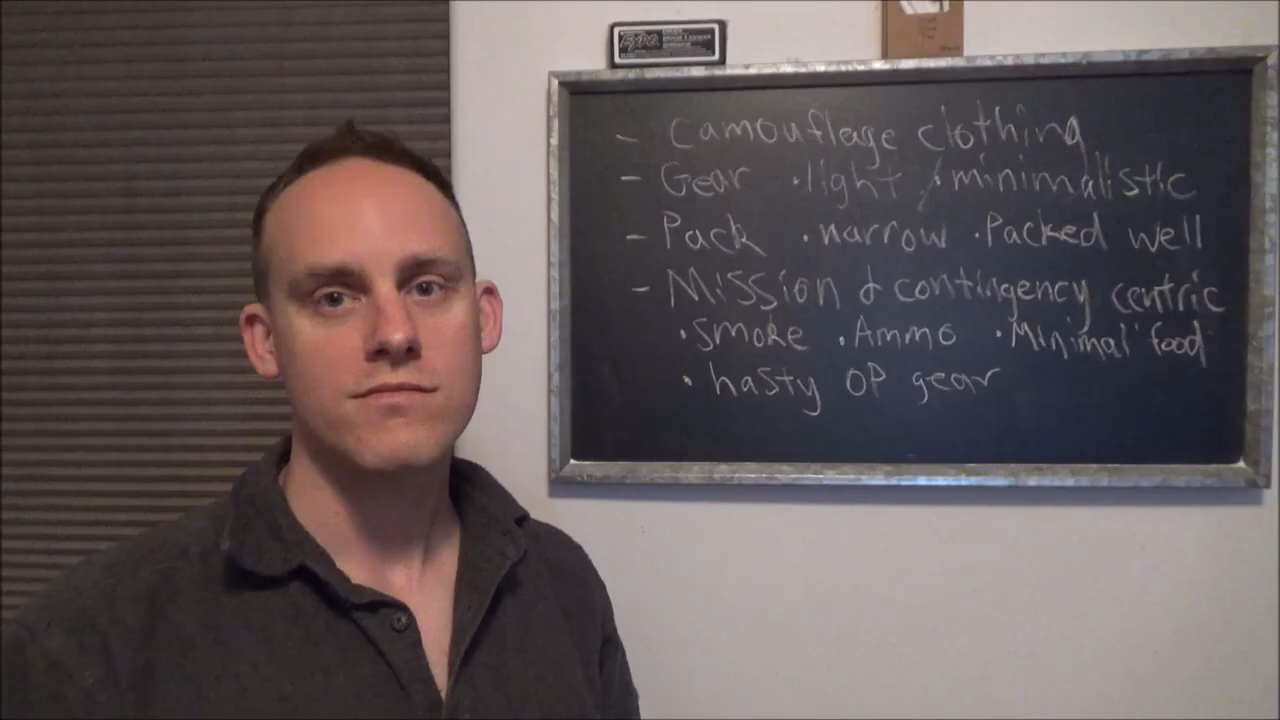 EXPO
- Camouflage clothing
- Gear • light / • minimalistic
- Pack • narrow • Packed well
- Mission & contingency centric
• Smoke • Ammo • Minimal food
• hasty OP gear